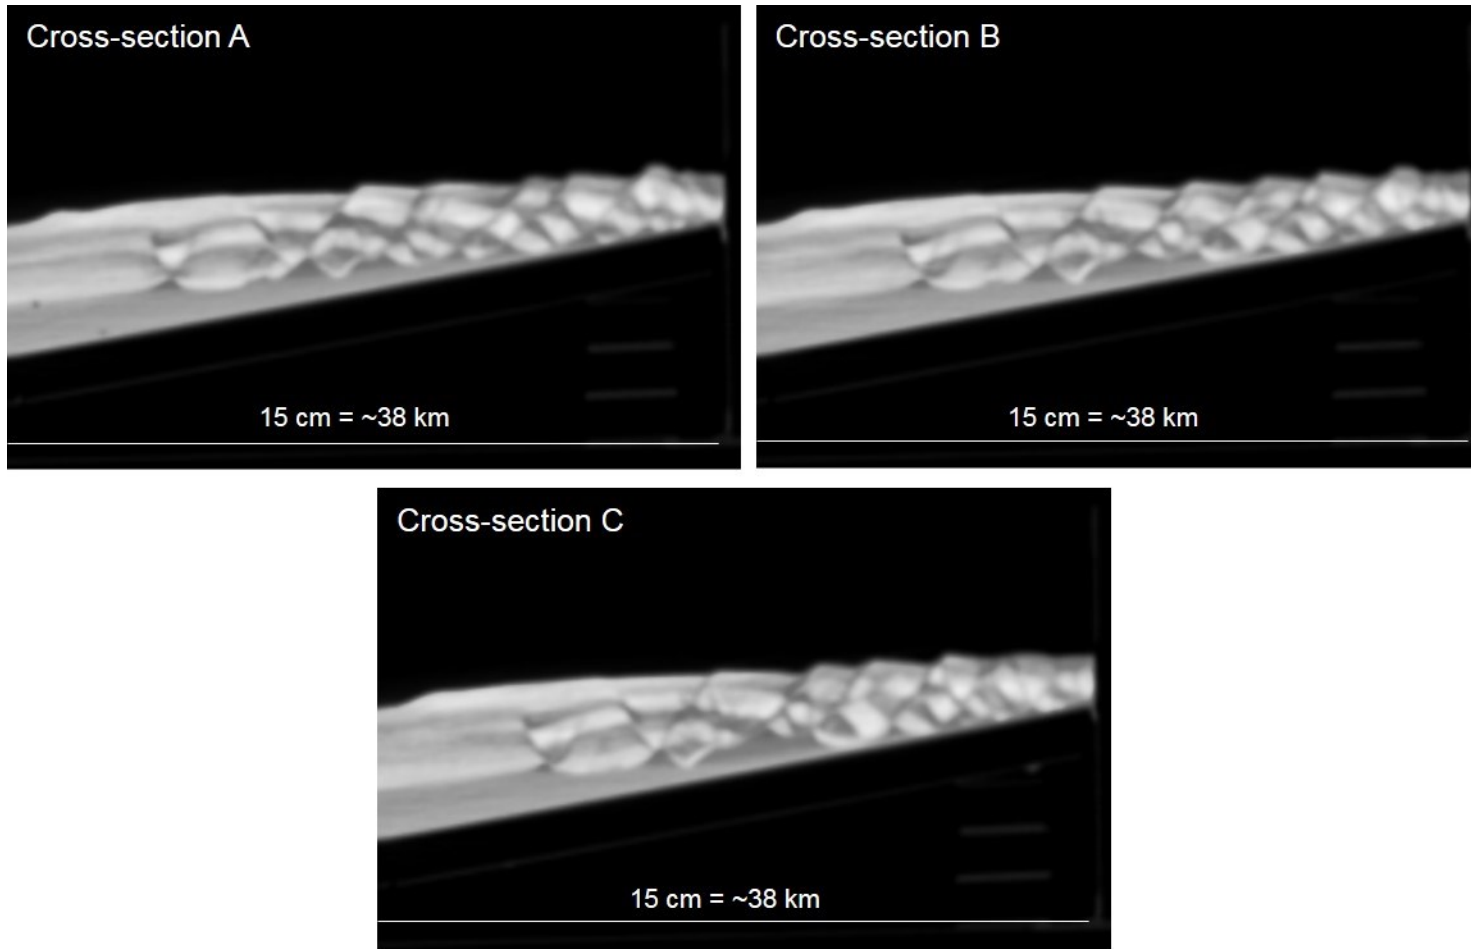 Cross-section A
Cross-section B
15 cm = ~38 km
15 cm = ~38 km
Cross-section C
15 cm = ~38 km